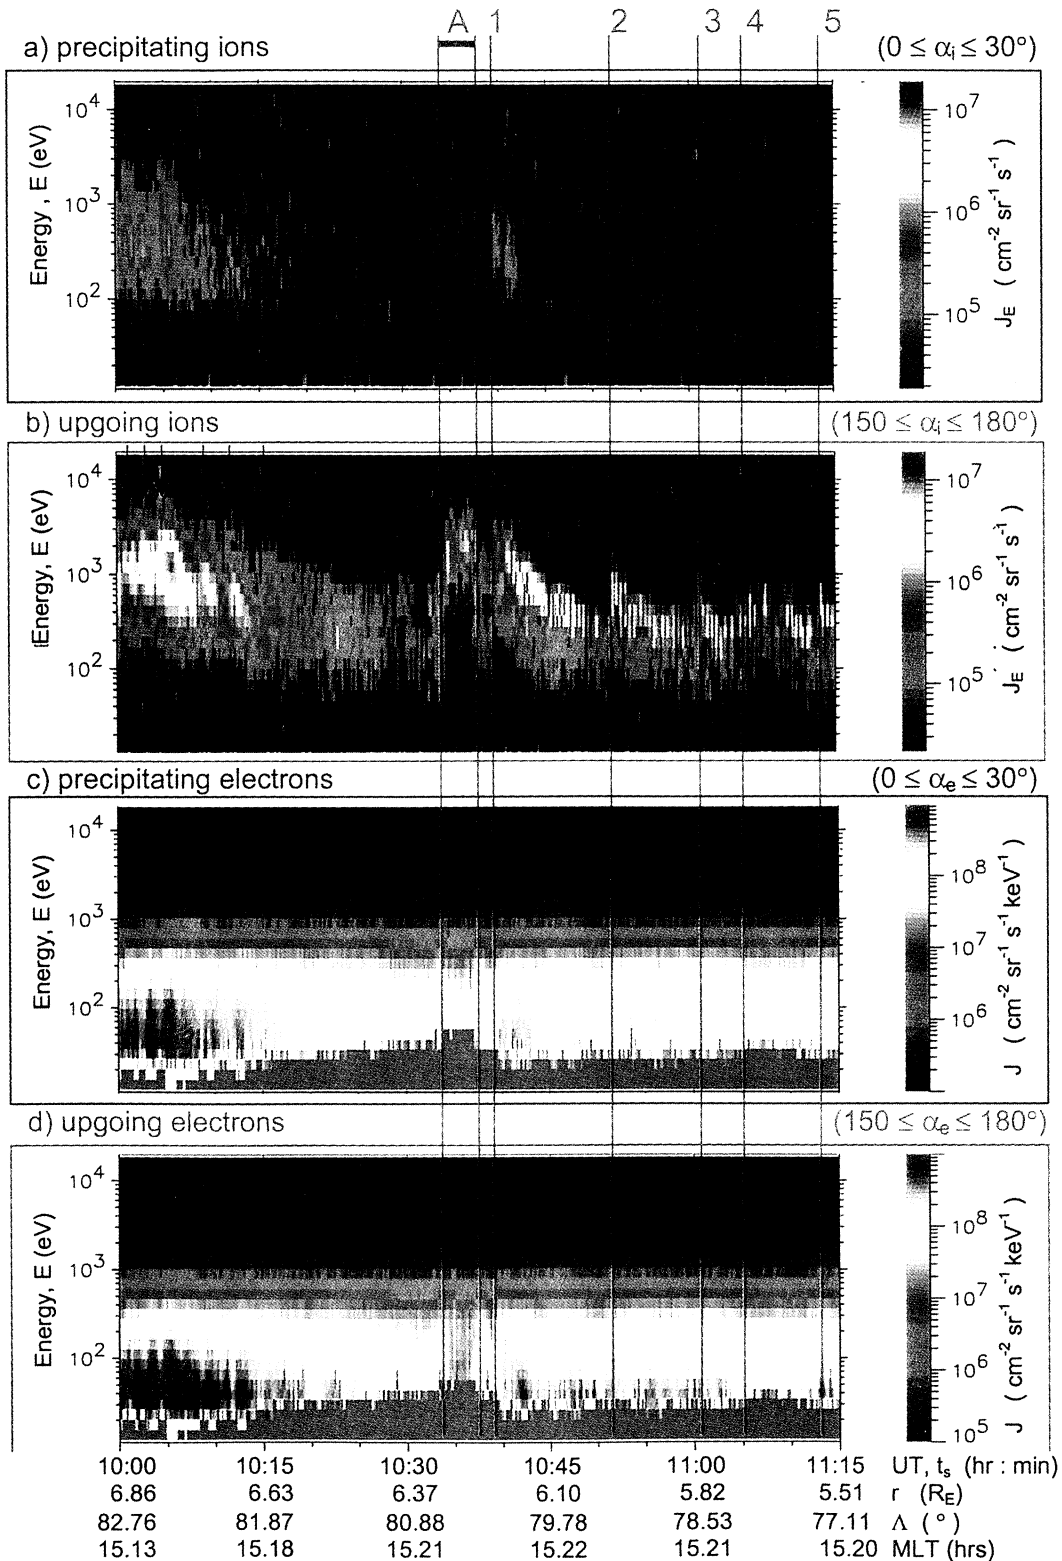 A 1 2 3 4 5
a) precipitating ions (0 ≤ αi ≤ 30°)
10^4
10^3
10^2
Energy , E (eV)
10^7
10^6
10^5
JE ( cm-2 sr-1 s-1 )
b) upgoing ions (150 ≤ αi ≤ 180°)
10^4
10^3
10^2
Energy, E (eV)
10^7
10^6
10^5
JE ( cm-2 sr-1 s-1 )
c) precipitating electrons (0 ≤ αe ≤ 30°)
10^4
10^3
10^2
Energy, E (eV)
10^8
10^7
10^6
J ( cm-2 sr-1 s-1 keV-1 )
d) upgoing electrons (150 ≤ αe ≤ 180°)
10^4
10^3
10^2
Energy, E (eV)
10^8
10^7
10^6
10^5
J ( cm-2 sr-1 s-1 keV-1 )
10:00 10:15 10:30 10:45 11:00 11:15 UT, ts (hr : min)
6.86 6.63 6.37 6.10 5.82 5.51 r (RE)
82.76 81.87 80.88 79.78 78.53 77.11 Λ ( ° )
15.13 15.18 15.21 15.22 15.21 15.20 MLT (hrs)